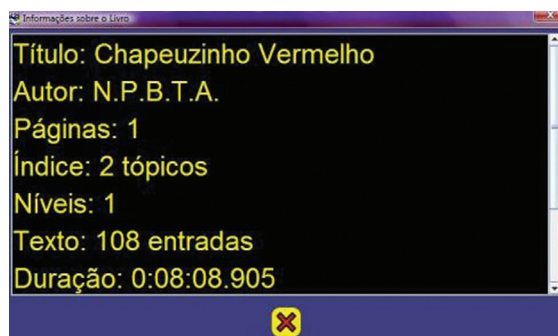 Informações sobre o Livro
Título: Chapeuzinho Vermelho
Autor: N.P.B.T.A.
Páginas: 1
Índice: 2 tópicos
Níveis: 1
Texto: 108 entradas
Duração: 0:08:08.905